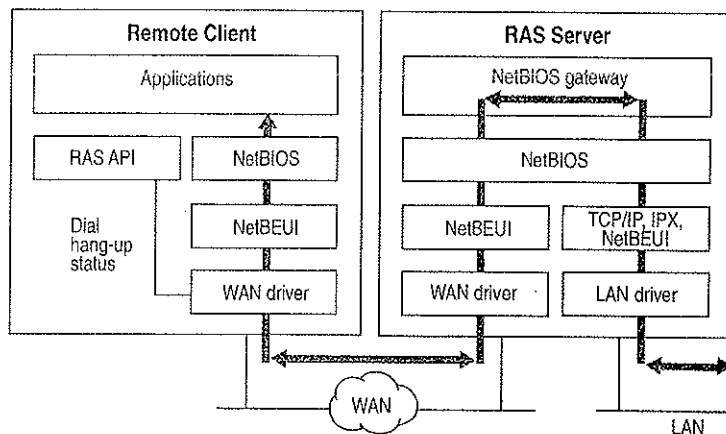 Remote Client
Applications
RAS API
NetBIOS
NetBEUI
Dial
hang-up
status
WAN driver
RAS Server
NetBIOS gateway
NetBIOS
NetBEUI
TCP/IP, IPX,
NetBEUI
WAN driver
LAN driver
WAN
LAN